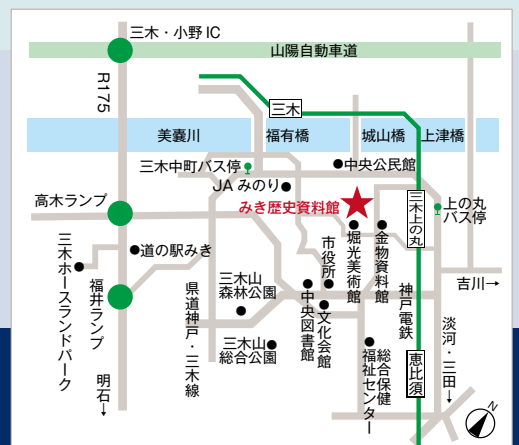 三木・小野IC
山陽自動車道
R175
三木
美嚢川
福有橋
城山橋
上津橋
三木中町バス停
中央公民館
JAみのり
みき歴史資料館
高木ランプ
三木上の丸
上の丸
バス停
道の駅みき
市役所
堀光美術館
金物資料館
吉川→
三木ホースランドパーク
福井ランプ
県道神戸・三木線
三木山
森林公園
中央図書館
文化会館
神戸電鉄
淡河・三田→
三木山
総合公園
総合保健
福祉センター
恵比須
明石→
N